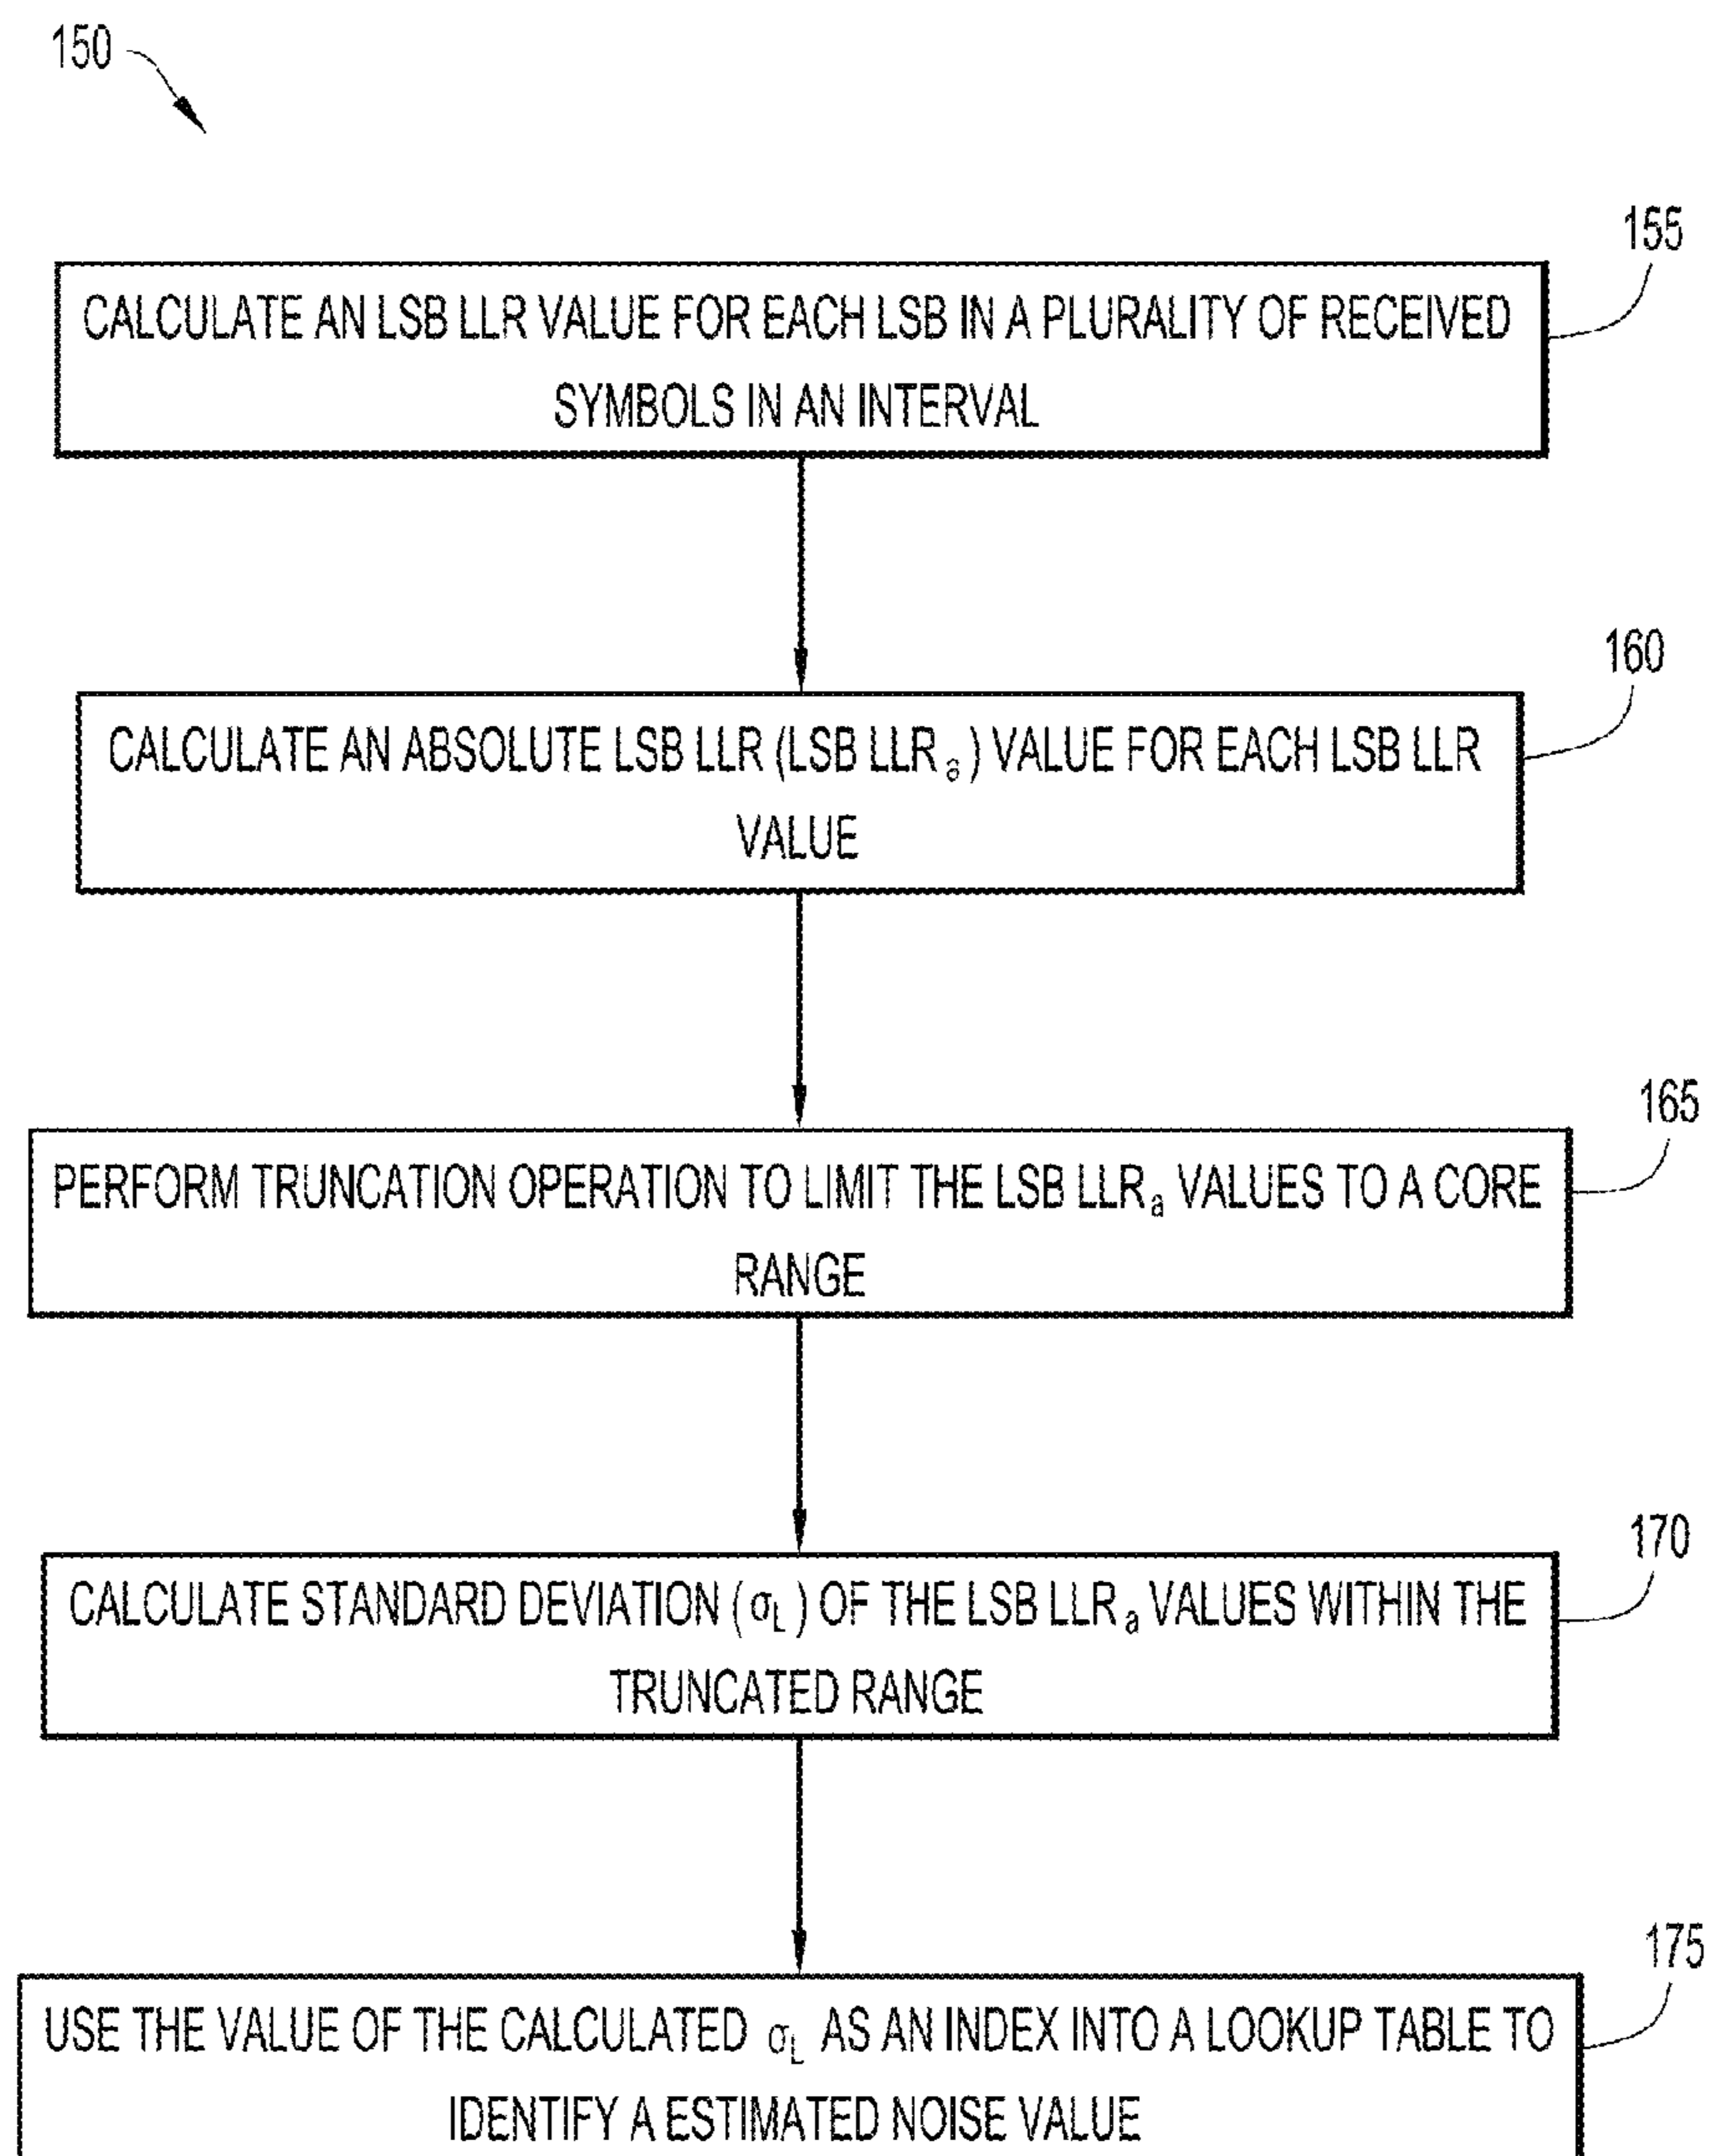 150
155
CALCULATE AN LSB LLR VALUE FOR EACH LSB IN A PLURALITY OF RECEIVED
SYMBOLS IN AN INTERVAL
160
CALCULATE AN ABSOLUTE LSB LLR (LSB LLRₐ) VALUE FOR EACH LSB LLR
VALUE
165
PERFORM TRUNCATION OPERATION TO LIMIT THE LSB LLRₐ VALUES TO A CORE
RANGE
170
CALCULATE STANDARD DEVIATION (σL) OF THE LSB LLRₐ VALUES WITHIN THE
TRUNCATED RANGE
175
USE THE VALUE OF THE CALCULATED σL AS AN INDEX INTO A LOOKUP TABLE TO
IDENTIFY A ESTIMATED NOISE VALUE